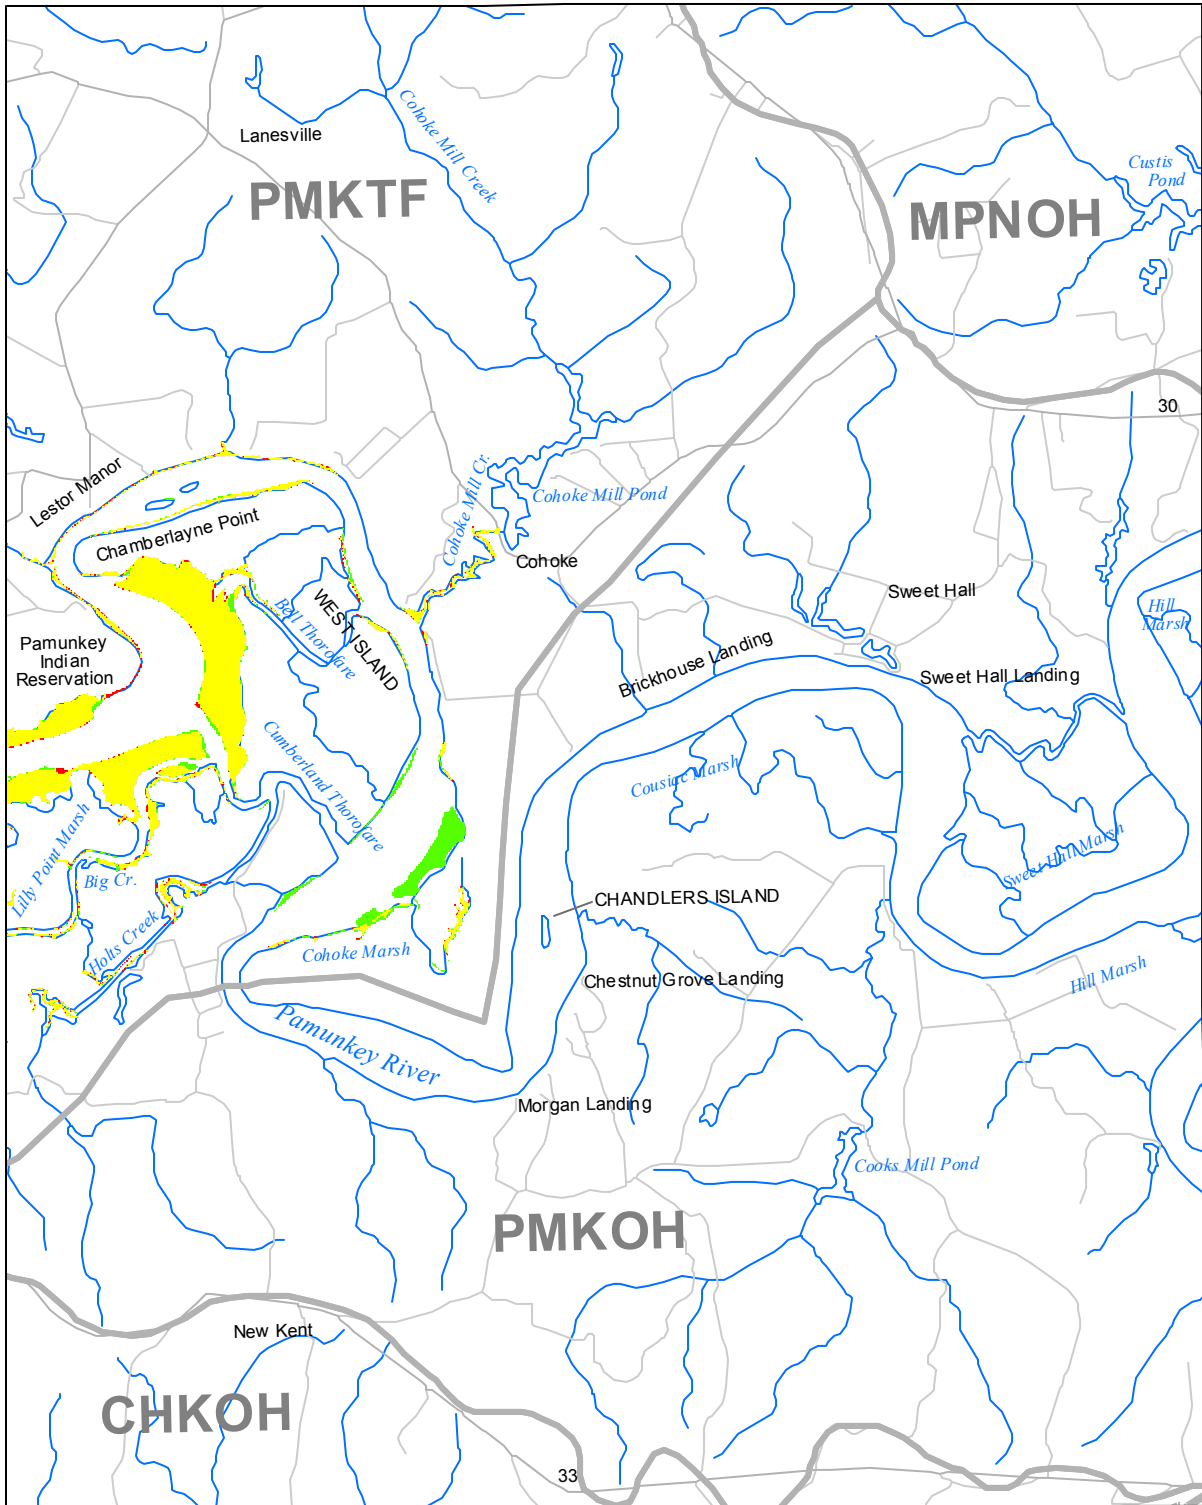 Cohoke Mill Creek
Lanesville
PMKTF
Custis
Pond
MPNOH
30
Lestor Manor
Chamberlayne Point
Cohoke Mill Cr.
Cohoke Mill Pond
Cohoke
Sweet Hall
Hill
Marsh
Bell Thorofare
WEST ISLAND
Pamunkey
Indian
Reservation
Brickhouse Landing
Sweet Hall Landing
Cumberland Thorofare
Cousiac Marsh
Lilly Point Marsh
Big Cr.
Sweet Hall Marsh
CHANDLERS ISLAND
Holts Creek
Cohoke Marsh
Chestnut Grove Landing
Hill Marsh
Pamunkey River
Morgan Landing
Cooks Mill Pond
PMKOH
New Kent
CHKOH
33